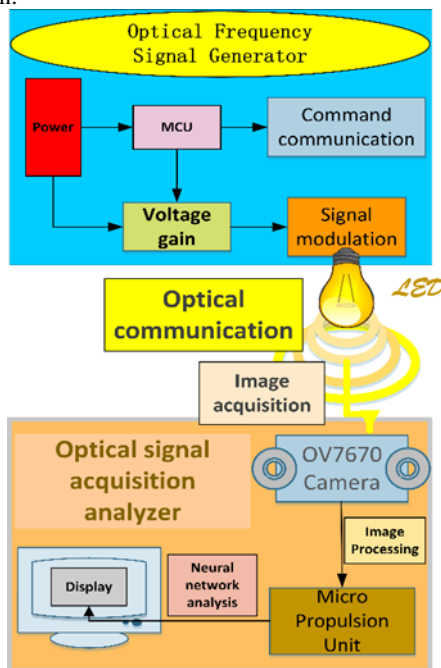 Optical Frequency
Signal Generator
Power
MCU
Command
communication
Voltage
gain
Signal
modulation
LED
Optical
communication
Image
acquisition
Optical signal
acquisition
analyzer
OV7670
Camera
Image
Processing
Neural
network
analysis
Display
Micro
Propulsion
Unit